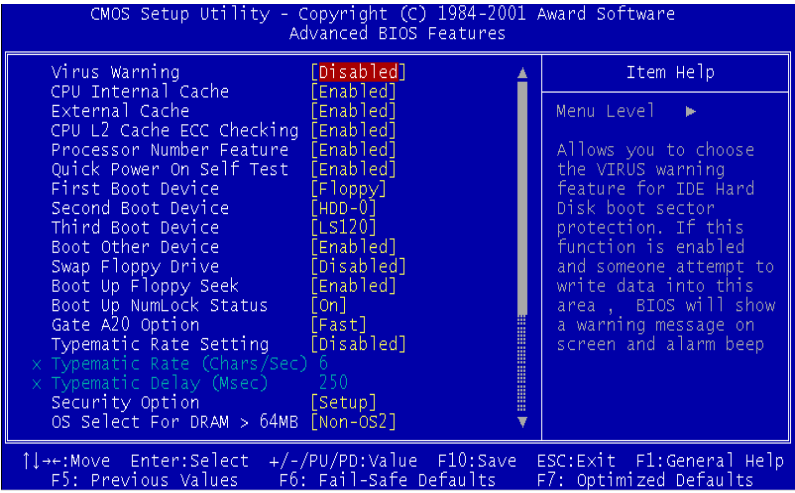 CMOS Setup Utility - Copyright (C) 1984-2001 Award Software
Advanced BIOS Features
Virus Warning [Disabled]
CPU Internal Cache [Enabled]
External Cache [Enabled]
CPU L2 Cache ECC Checking [Enabled]
Processor Number Feature [Enabled]
Quick Power On Self Test [Enabled]
First Boot Device [Floppy]
Second Boot Device [HDD-0]
Third Boot Device [LS120]
Boot Other Device [Enabled]
Swap Floppy Drive [Disabled]
Boot Up Floppy Seek [Enabled]
Boot Up NumLock Status [On]
Gate A20 Option [Fast]
Typematic Rate Setting [Disabled]
x Typematic Rate (Chars/Sec) 6
x Typematic Delay (Msec) 250
Security Option [Setup]
OS Select For DRAM > 64MB [Non-OS2]
Item Help
Menu Level ►
Allows you to choose
the VIRUS warning
feature for IDE Hard
Disk boot sector
protection. If this
function is enabled
and someone attempt to
write data into this
area , BIOS will show
a warning message on
screen and alarm beep
↑↓→←:Move Enter:Select +/-/PU/PD:Value F10:Save ESC:Exit F1:General Help
F5: Previous Values F6: Fail-Safe Defaults F7: Optimized Defaults